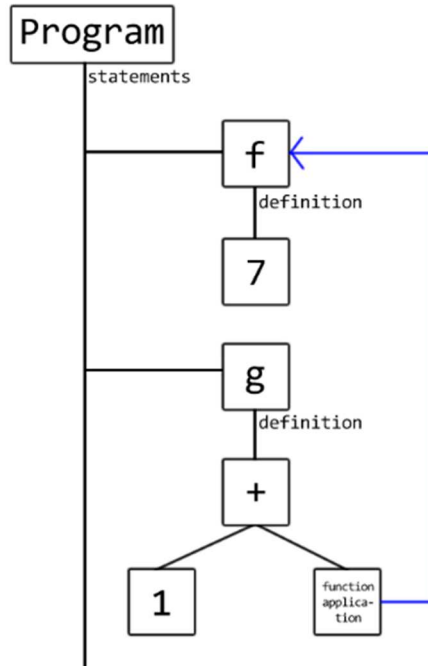 Program
statements
f
definition
7
g
definition
+
1
function
applica-
tion